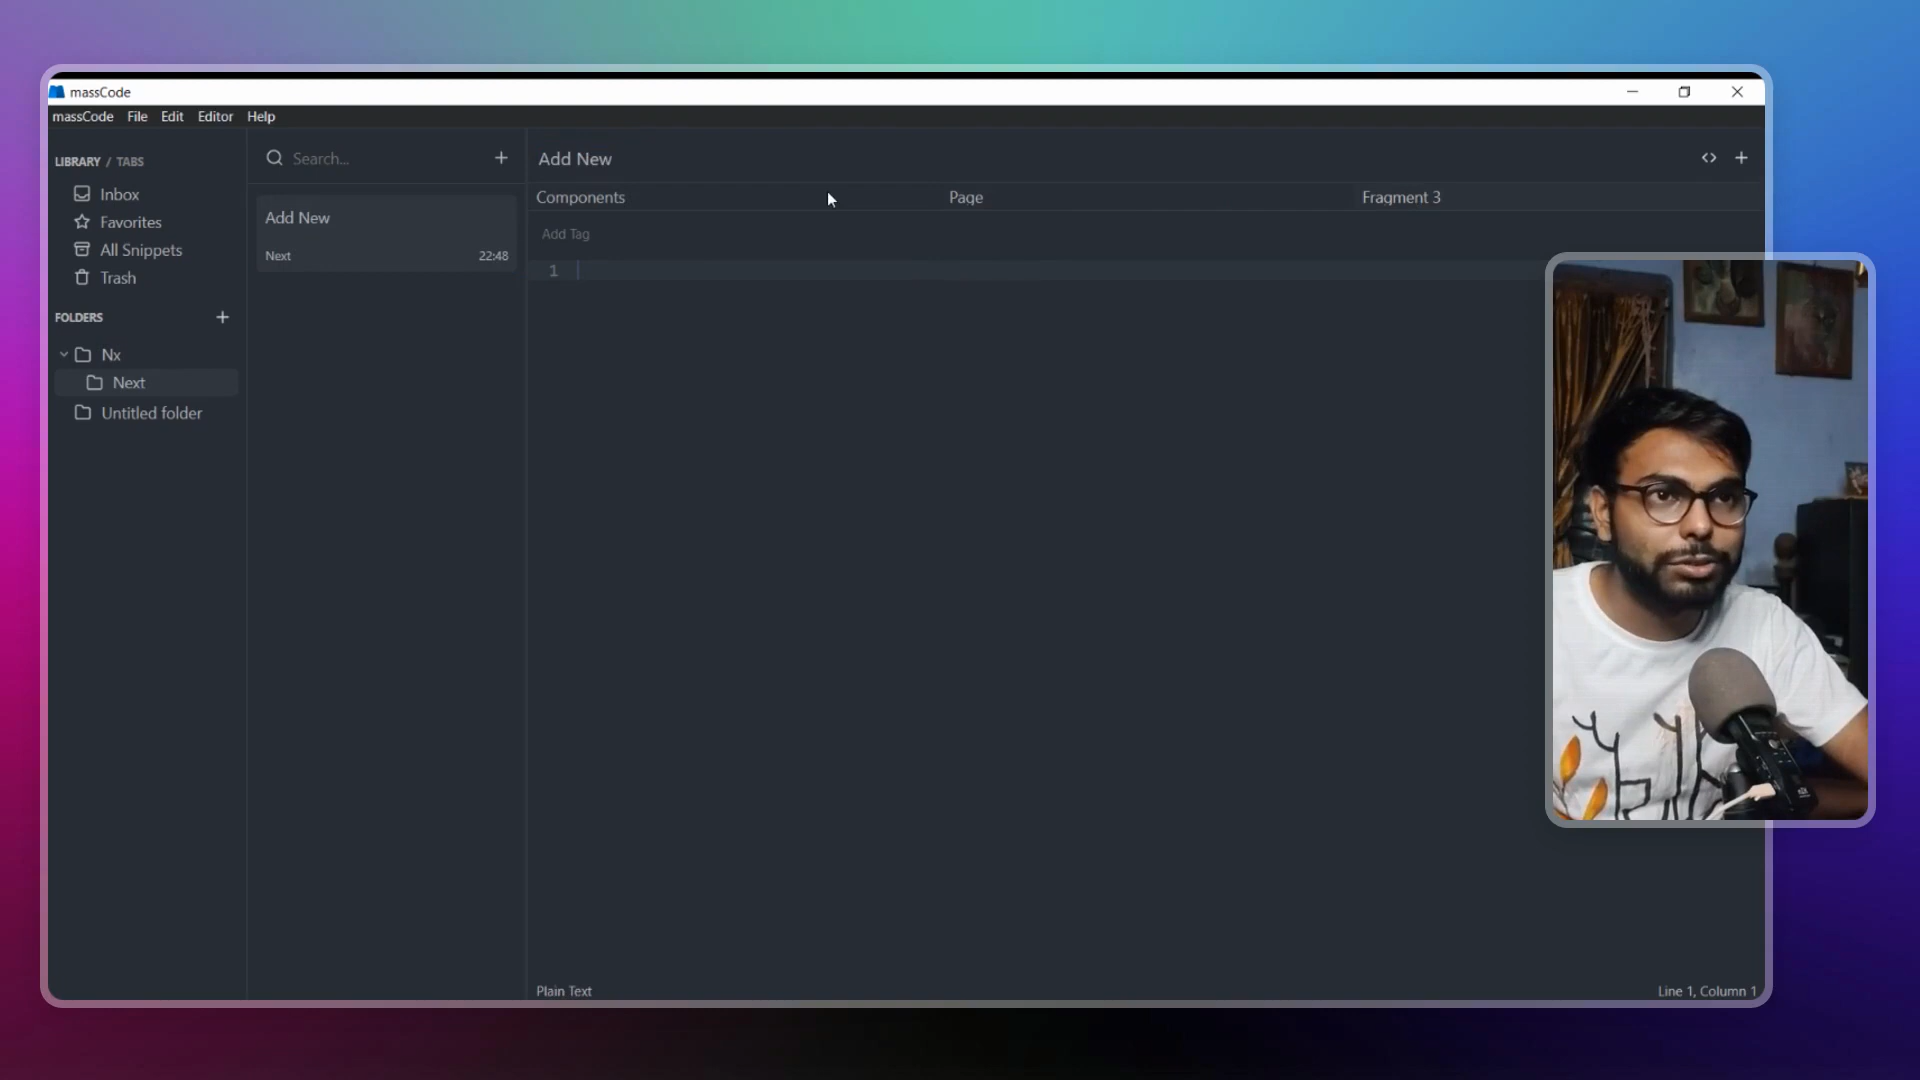 massCode
massCode File Edit Editor Help
LIBRARY / TABS
Inbox
Favorites
All Snippets
Trash
FOLDERS
Nx
Next
Untitled folder
Search...
Add New
Next 22:48
Add New
Components Page Fragment 3
Add Tag
1
Plain Text
Line 1, Column 1